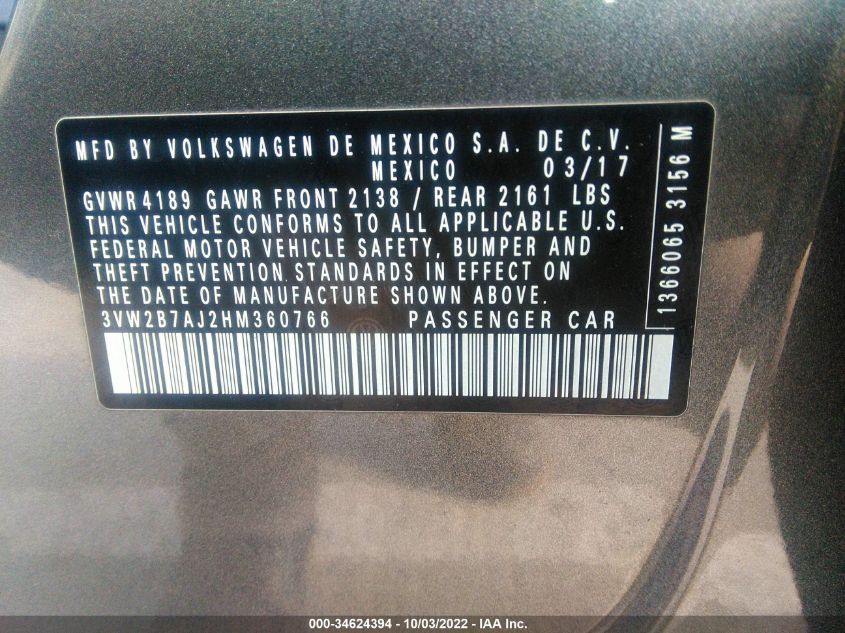 MFD BY VOLKSWAGEN DE MEXICO S.A. DE C.V.
MEXICO 03/17
GVWR 4189 GAWR FRONT 2138 / REAR 2161 LBS
THIS VEHICLE CONFORMS TO ALL APPLICABLE U.S.
FEDERAL MOTOR VEHICLE SAFETY, BUMPER AND
THEFT PREVENTION STANDARDS IN EFFECT ON
THE DATE OF MANUFACTURE SHOWN ABOVE.
3VW2B7AJ2HM360766 PASSENGER CAR
1366065 3156 M
000-34624394 - 10/03/2022 - IAA Inc.